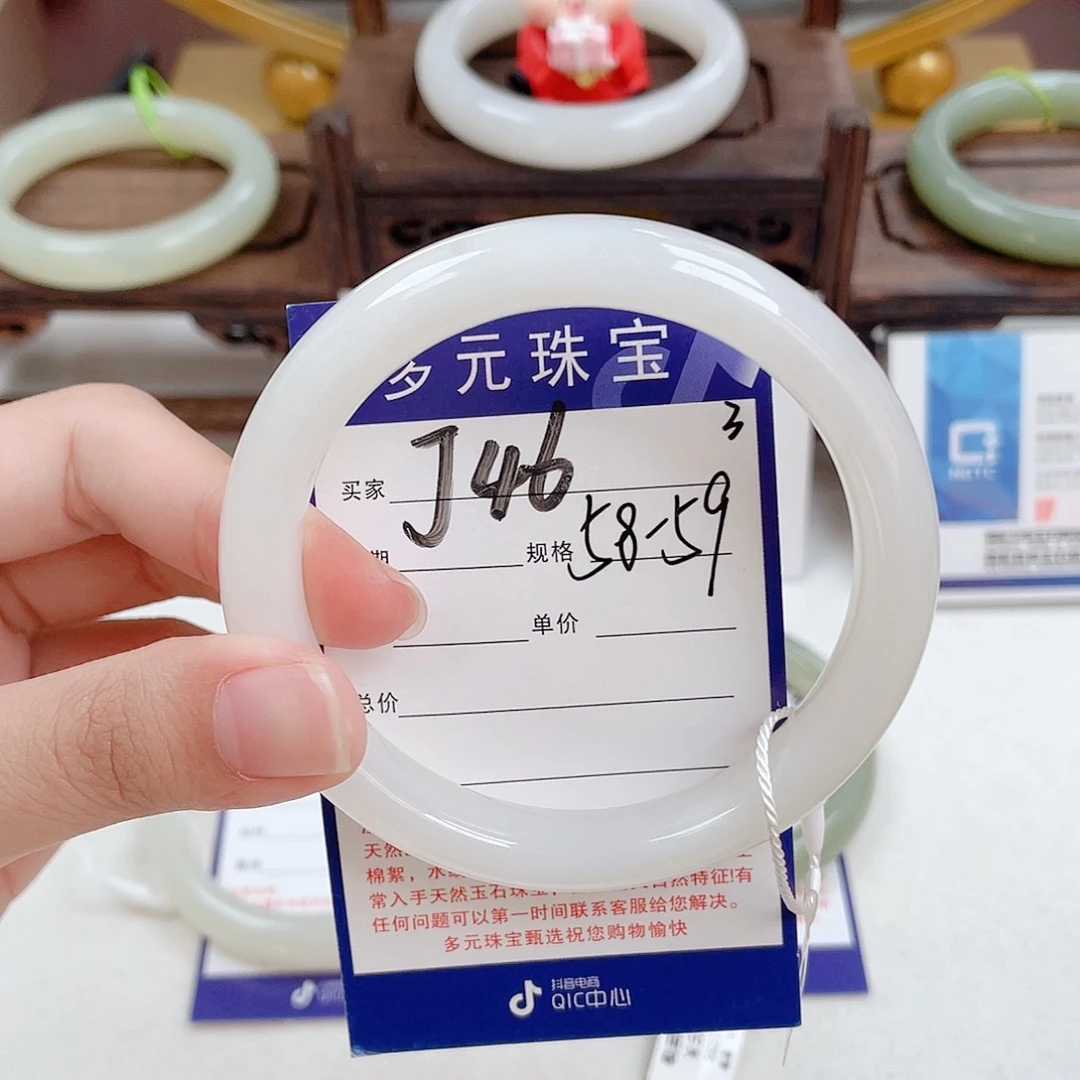 多元珠宝
3
买家 J46
期 规格 58-59
单价
总价
天然
棉絮，水
常入手天然玉石珠宝，自然特征!有
任何问题可以第一时间联系客服给您解决。
多元珠宝甄选祝您购物愉快
抖音电商
QIC中心
NGTC